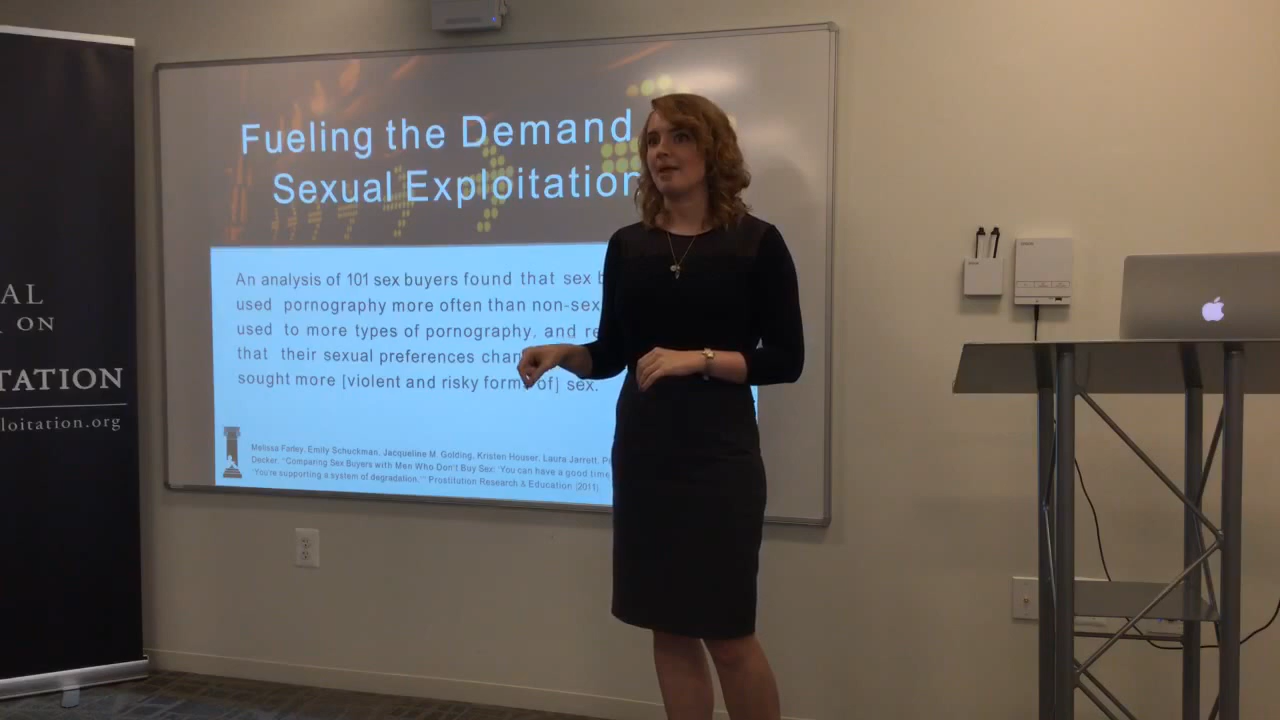 Fueling the Demand
Sexual Exploitation
An analysis of 101 sex buyers found that sex
used pornography more often than non-sex
used to more types of pornography, and
that their sexual preferences
sought more [violent and risky forms of] sex.
Melissa Farley, Emily Schuckman, Jacqueline M. Golding, Kristen Houser, Laura Jarrett,
Decker, "Comparing Sex Buyers with Men Who Don't Buy Sex: 'You can have a good time
'You're supporting a system of degradation.'" Prostitution Research & Education (2011)
AL
ON
TATION
loitation.org